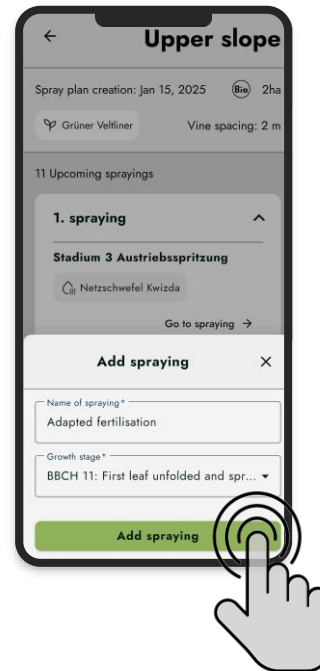 Upper slope
Spray plan creation: Jan 15, 2025 Bio 2ha
Grüner Veltliner Vine spacing: 2 m
11 Upcoming sprayings
1. spraying
Stadium 3 Austriebsspritzung
Netzschwefel Kwizda
Go to spraying →
Add spraying
Name of spraying*
Adapted fertilisation
Growth stage*
BBCH 11: First leaf unfolded and spr...
Add spraying